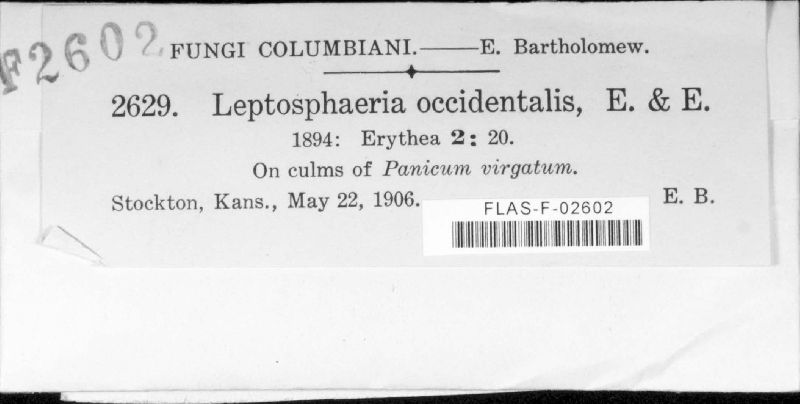 F2602
FUNGI COLUMBIANI.——E. Bartholomew.
2629. Leptosphaeria occidentalis, E. & E.
1894: Erythea 2: 20.
On culms of Panicum virgatum.
Stockton, Kans., May 22, 1906. E. B.
FLAS-F-02602